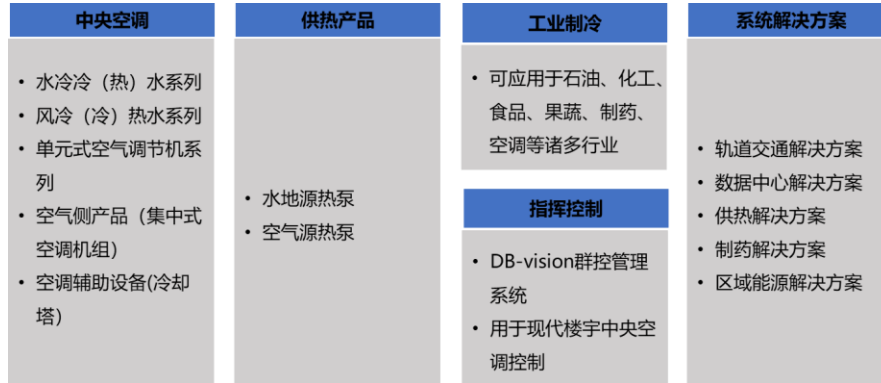 中央空调
• 水冷冷（热）水系列
• 风冷（冷）热水系列
• 单元式空气调节机系
列
• 空气侧产品（集中式
空调机组）
• 空调辅助设备(冷却
塔）
供热产品
• 水地源热泵
• 空气源热泵
工业制冷
• 可应用于石油、化工、
食品、果蔬、制药、
空调等诸多行业
指挥控制
• DB-vision群控管理
系统
• 用于现代楼宇中央空
调控制
系统解决方案
• 轨道交通解决方案
• 数据中心解决方案
• 供热解决方案
• 制药解决方案
• 区域能源解决方案